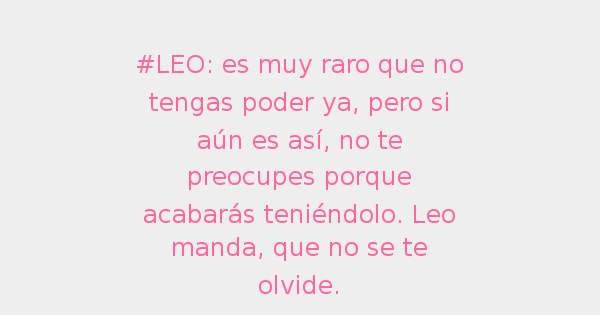 #LEO: es muy raro que no
tengas poder ya, pero si
aún es así, no te
preocupes porque
acabarás teniéndolo. Leo
manda, que no se te
olvide.